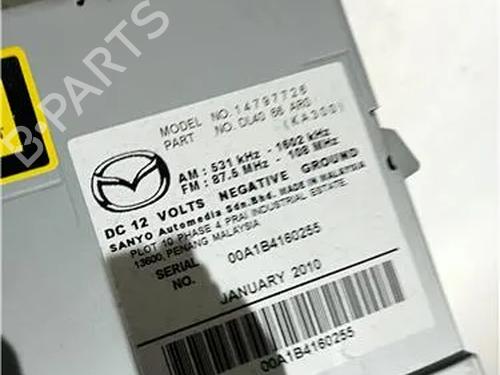 MODEL NO. 14797726
PART NO. DL40 66 AR0
(KA300)
AM : 531 kHz - 1602 kHz
FM : 87.5 MHz - 108 MHz
DC 12 VOLTS NEGATIVE GROUND
SANYO Automedia Sdn.Bhd. MADE IN MALAYSIA
PLOT 10 PHASE 4 PRAI INDUSTRIAL ESTATE.
13600, PENANG MALAYSIA
SERIAL NO. 00A1B4160255
JANUARY 2010
00A1B4160255
B-PARTS